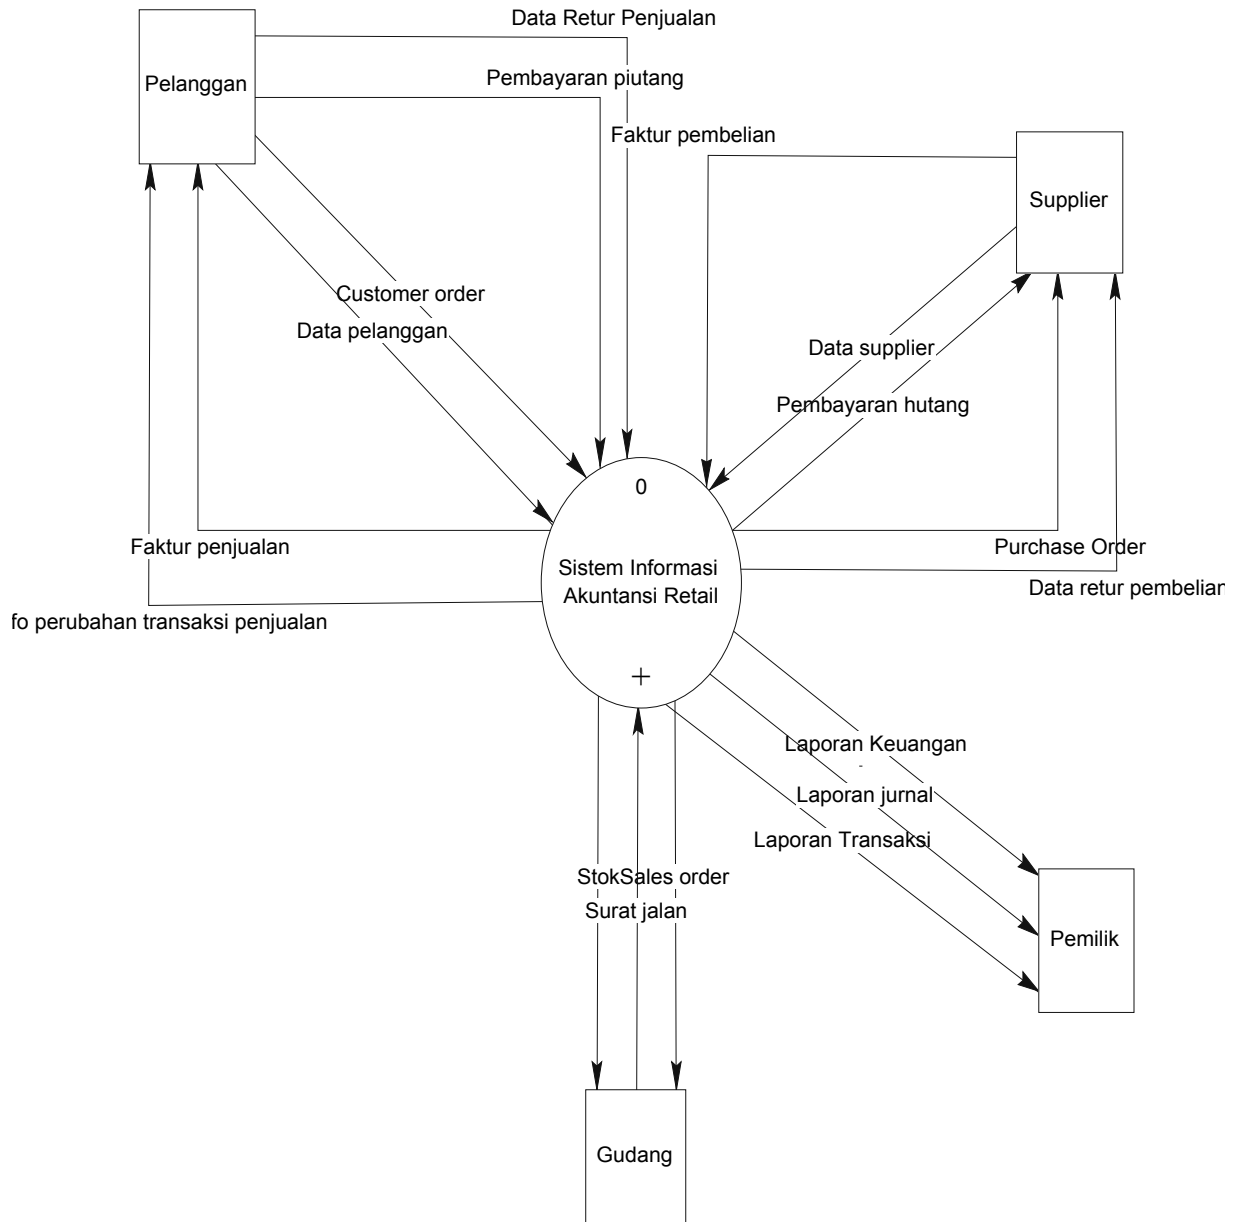 Data Retur Penjualan
Pelanggan
Pembayaran piutang
Faktur pembelian
Supplier
Customer order
Data pelanggan
Data supplier
Pembayaran hutang
0
Faktur penjualan
Purchase Order
Sistem Informasi
Akuntansi Retail
Data retur pembelian
fo perubahan transaksi penjualan
+
Laporan Keuangan
-
Laporan jurnal
Laporan Transaksi
StokSales order
Surat jalan
Pemilik
Gudang